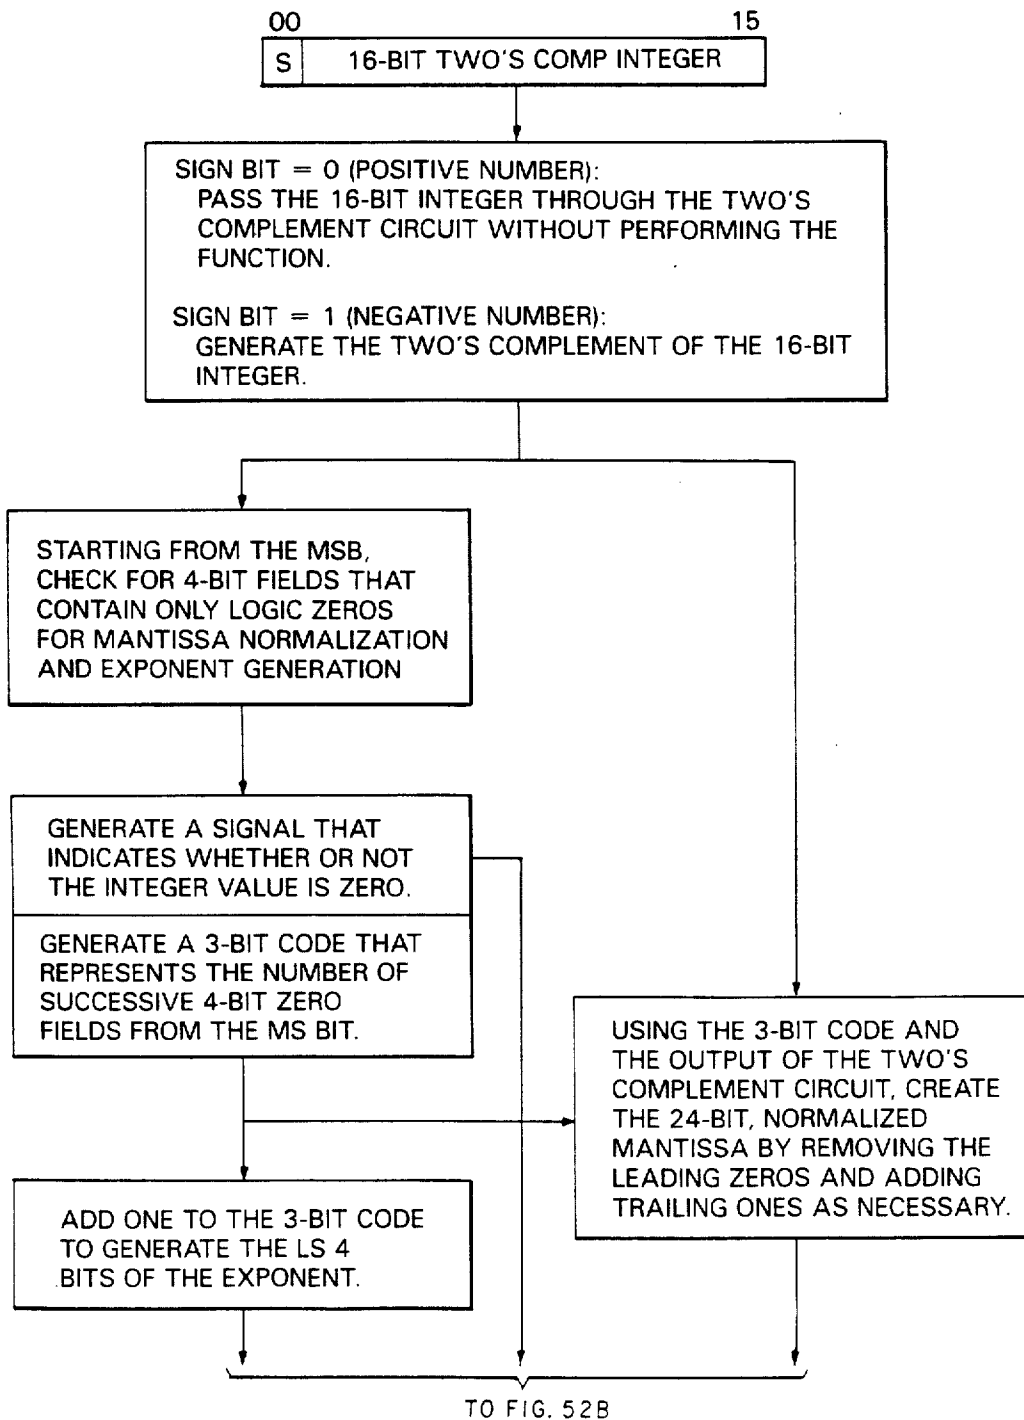 00 15
S 16-BIT TWO'S COMP INTEGER
SIGN BIT = 0 (POSITIVE NUMBER):
PASS THE 16-BIT INTEGER THROUGH THE TWO'S
COMPLEMENT CIRCUIT WITHOUT PERFORMING THE
FUNCTION.
SIGN BIT = 1 (NEGATIVE NUMBER):
GENERATE THE TWO'S COMPLEMENT OF THE 16-BIT
INTEGER.
STARTING FROM THE MSB,
CHECK FOR 4-BIT FIELDS THAT
CONTAIN ONLY LOGIC ZEROS
FOR MANTISSA NORMALIZATION
AND EXPONENT GENERATION
GENERATE A SIGNAL THAT
INDICATES WHETHER OR NOT
THE INTEGER VALUE IS ZERO.
GENERATE A 3-BIT CODE THAT
REPRESENTS THE NUMBER OF
SUCCESSIVE 4-BIT ZERO
FIELDS FROM THE MS BIT.
USING THE 3-BIT CODE AND
THE OUTPUT OF THE TWO'S
COMPLEMENT CIRCUIT, CREATE
THE 24-BIT, NORMALIZED
MANTISSA BY REMOVING THE
LEADING ZEROS AND ADDING
TRAILING ONES AS NECESSARY.
ADD ONE TO THE 3-BIT CODE
TO GENERATE THE LS 4
BITS OF THE EXPONENT.
TO FIG. 52B